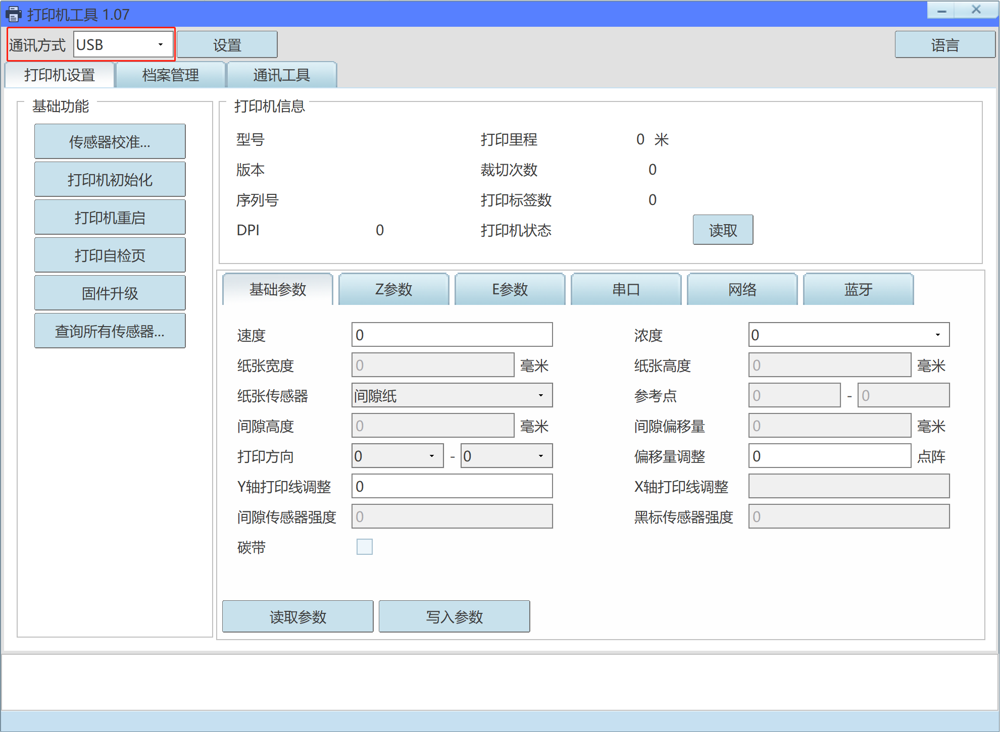 打印机工具 1.07
通讯方式 USB 设置 语言
打印机设置 档案管理 通讯工具
基础功能
传感器校准...
打印机初始化
打印机重启
打印自检页
固件升级
查询所有传感器...
打印机信息
型号 打印里程 0 米
版本 裁切次数 0
序列号 打印标签数 0
DPI 0 打印机状态 读取
基础参数 Z参数 E参数 串口 网络 蓝牙
速度 0 浓度 0
纸张宽度 0 毫米 纸张高度 0 毫米
纸张传感器 间隙纸 参考点 0 - 0
间隙高度 0 毫米 间隙偏移量 0 毫米
打印方向 0 - 0 偏移量调整 0 点阵
Y轴打印线调整 0 X轴打印线调整
间隙传感器强度 0 黑标传感器强度 0
碳带
读取参数 写入参数